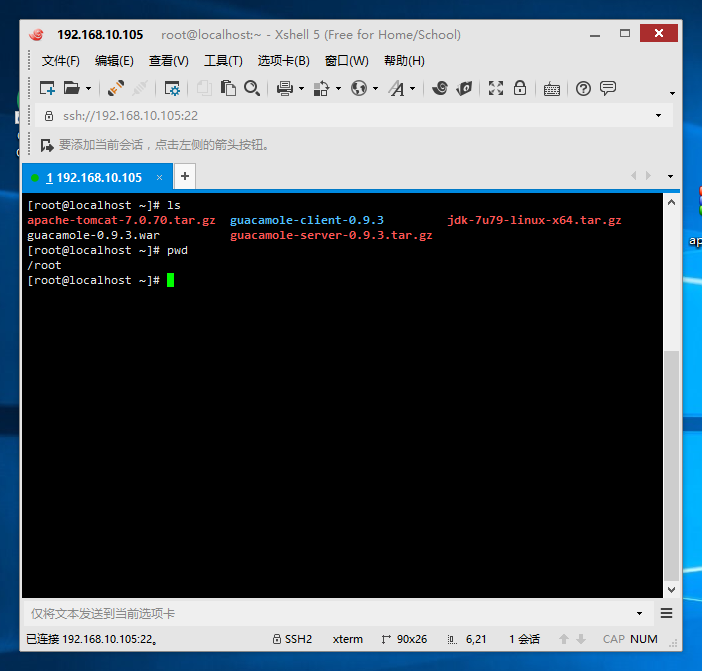 192.168.10.105 root@localhost:~ - Xshell 5 (Free for Home/School)
文件(F) 编辑(E) 查看(V) 工具(T) 选项卡(B) 窗口(W) 帮助(H)
ssh://192.168.10.105:22
要添加当前会话，点击左侧的箭头按钮。
1 192.168.10.105 × +
[root@localhost ~]# ls
apache-tomcat-7.0.70.tar.gz guacamole-client-0.9.3 jdk-7u79-linux-x64.tar.gz
guacamole-0.9.3.war guacamole-server-0.9.3.tar.gz
[root@localhost ~]# pwd
/root
[root@localhost ~]#
ap
仅将文本发送到当前选项卡
已连接 192.168.10.105:22。 SSH2 xterm 90x26 6,21 1 会话 CAP NUM